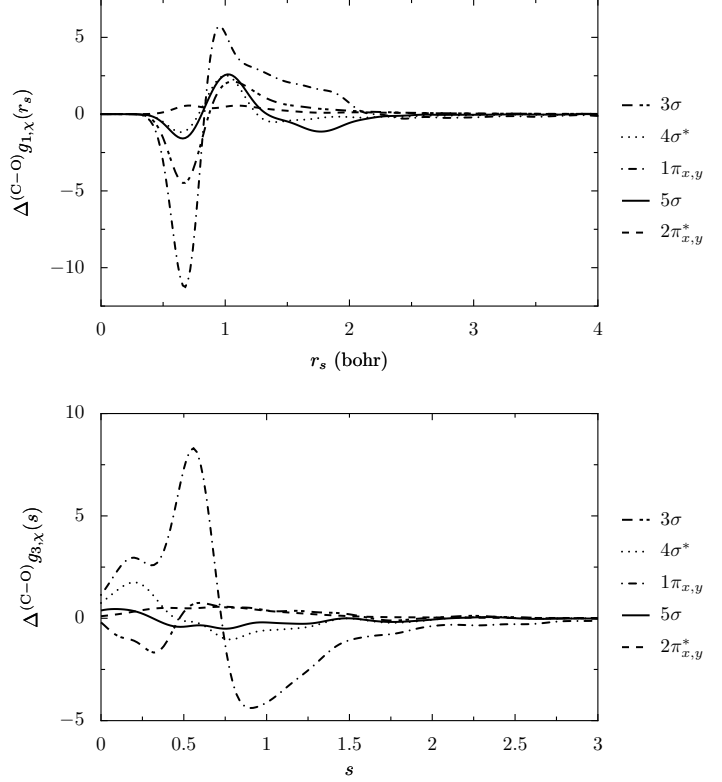 5
0
−5
−10
Δ^(C−O) g_{1,χ}(r_s)
0 1 2 3 4
r_s (bohr)
3σ
4σ*
1π_{x,y}
5σ
2π*_{x,y}
10
5
0
−5
Δ^(C−O) g_{3,χ}(s)
0 0.5 1 1.5 2 2.5 3
s
3σ
4σ*
1π_{x,y}
5σ
2π*_{x,y}